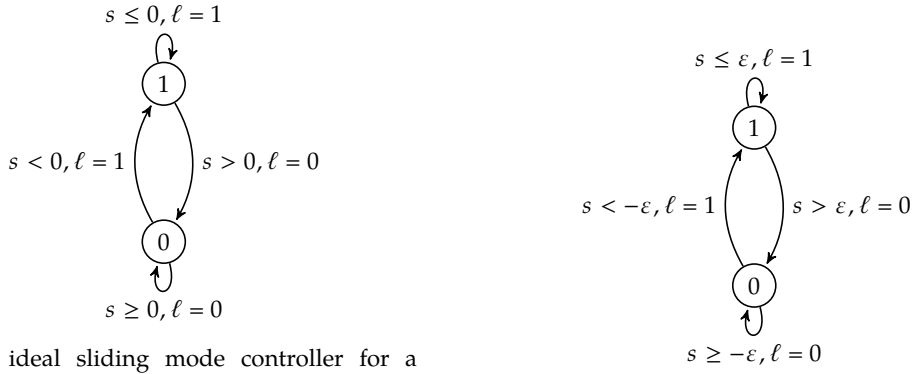 s ≤ 0, ℓ = 1
1
s < 0, ℓ = 1
s > 0, ℓ = 0
0
s ≥ 0, ℓ = 0
ideal sliding mode controller for a
s ≤ ε, ℓ = 1
1
s < −ε, ℓ = 1
s > ε, ℓ = 0
0
s ≥ −ε, ℓ = 0